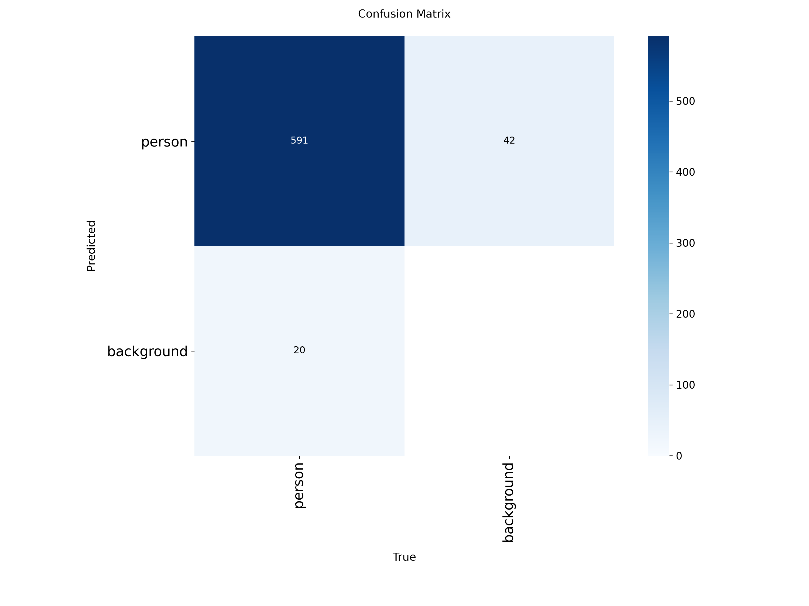 Confusion Matrix
person
591
42
500
400
300
200
100
0
Predicted
background
20
person
background
True